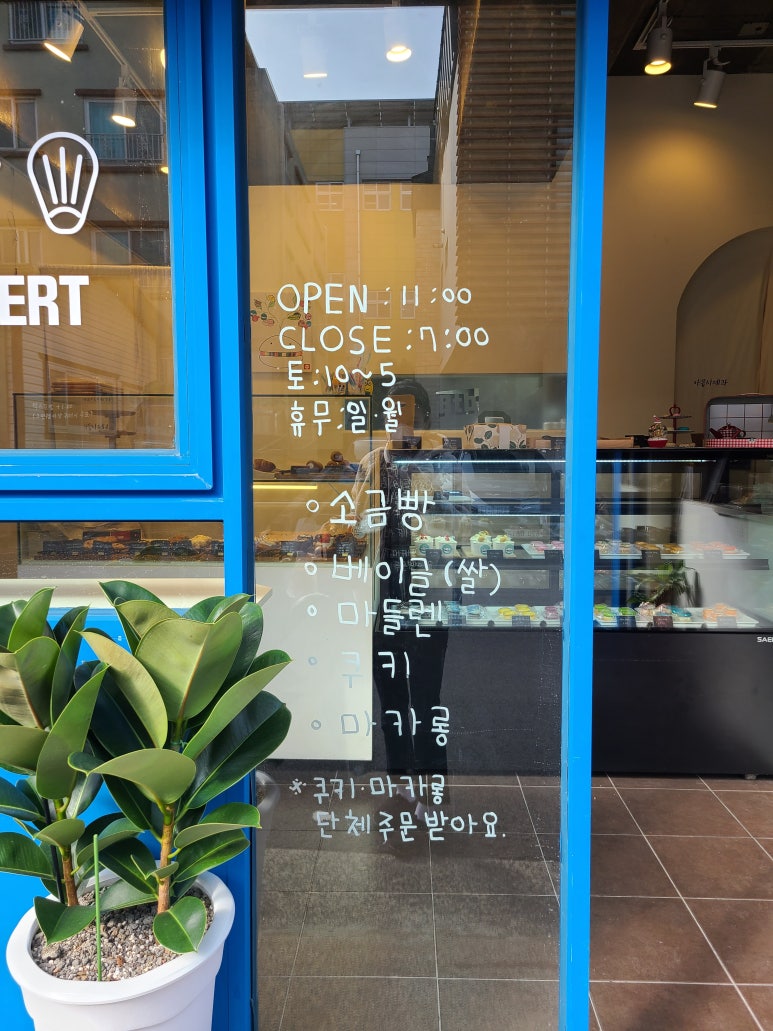 ERT
OPEN : 11 : 00
CLOSE : 7 : 00
토 : 10~5
휴무 : 일·월
소금빵
베이글 (쌀)
마들렌
쿠키
마카롱
* 쿠키·마카롱
단체주문 받아요.